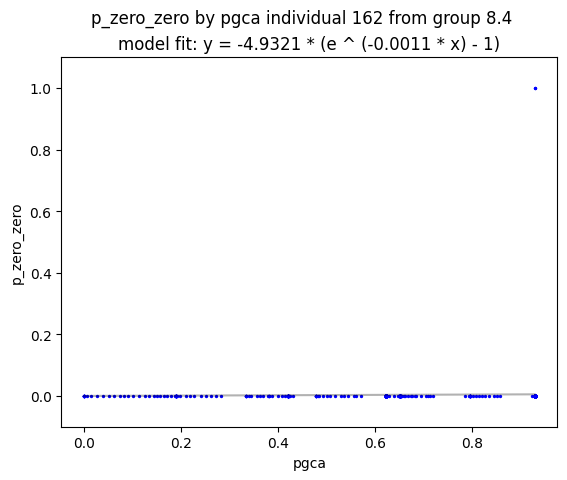 p_zero_zero by pgca individual 162 from group 8.4
model fit: y = -4.9321 * (e ^ (-0.0011 * x) - 1)
1.0
0.8
0.6
0.4
0.2
0.0
p_zero_zero
0.0 0.2 0.4 0.6 0.8
pgca